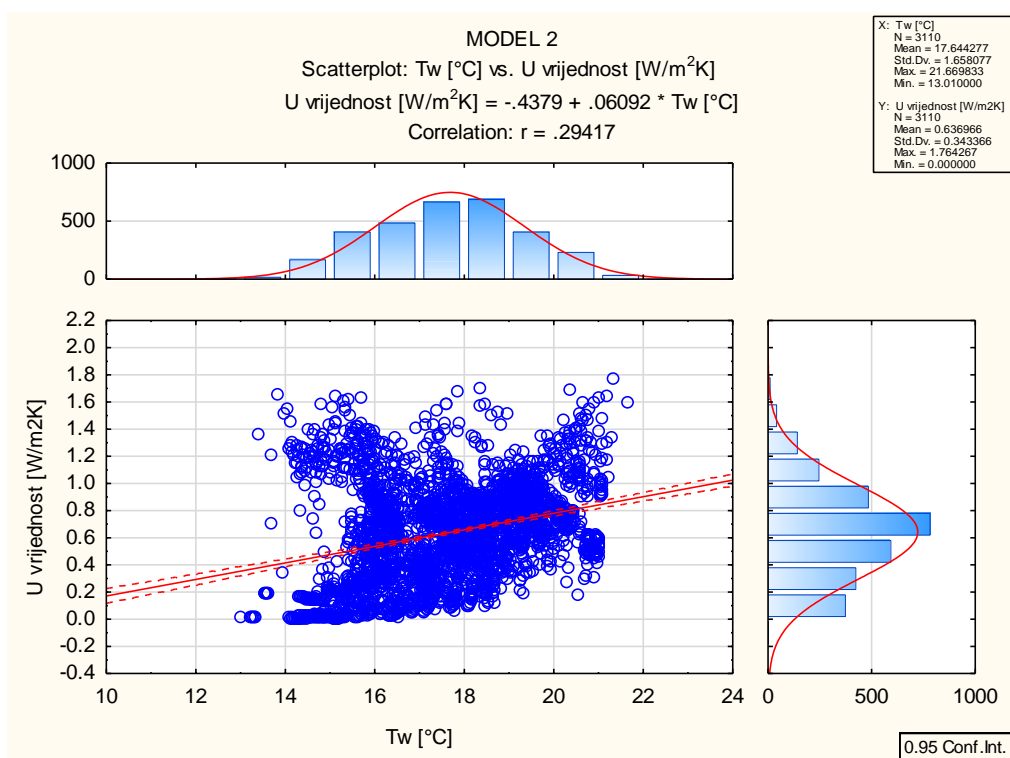 MODEL 2
Scatterplot: Tw [°C] vs. U vrijednost [W/m²K]
U vrijednost [W/m²K] = -.4379 + .06092 * Tw [°C]
Correlation: r = .29417
X: Tw [°C]
N = 3110
Mean = 17.644277
Std.Dv. = 1.658077
Max. = 21.669833
Min. = 13.010000
Y: U vrijednost [W/m2K]
N = 3110
Mean = 0.636966
Std.Dv. = 0.343366
Max. = 1.764267
Min. = 0.000000
1000
500
0
2.2
2.0
1.8
1.6
1.4
1.2
1.0
0.8
0.6
0.4
0.2
0.0
-0.2
-0.4
U vrijednost [W/m2K]
10 12 14 16 18 20 22 24
Tw [°C]
0 500 1000
0.95 Conf.Int.